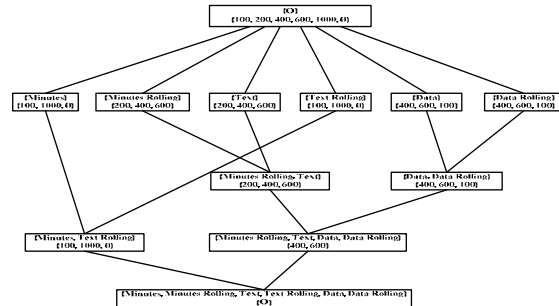 {O}
{100, 200, 400, 600, 1000, 0}
{Minutes}
{100, 1000, 0}
{Minutes Rolling}
{200, 400, 600}
{Text}
{200, 400, 600}
{Text Rolling}
{100, 1000, 0}
{Data}
{400, 600, 100}
{Data Rolling}
{400, 600, 100}
{Minutes Rolling, Text}
{200, 400, 600}
{Data, Data Rolling}
{400, 600, 100}
{Minutes, Text Rolling}
{100, 1000, 0}
{Minutes Rolling, Text, Data, Data Rolling}
{400, 600}
{Minutes, Minutes Rolling, Text, Text Rolling, Data, Data Rolling}
{O}